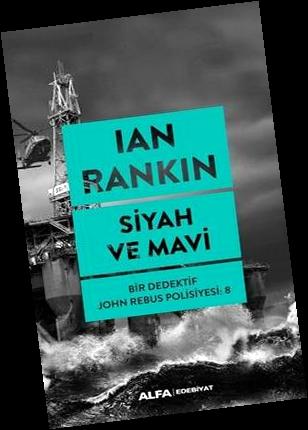 IAN
RANKIN
SİYAH
VE MAVİ
BİR DEDEKTİF
JOHN REBUS POLİSİYESİ: 8
ALFA | EDEBİYAT